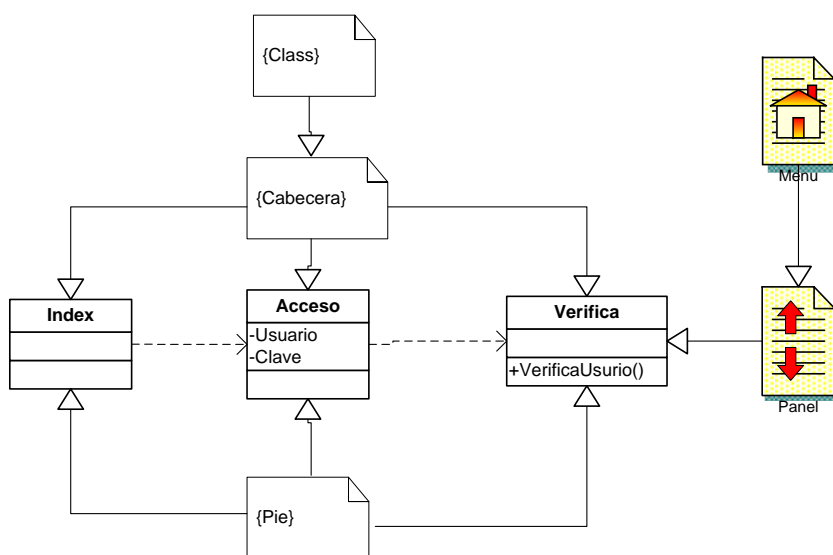 {Class}
Menu
{Cabecera}
Index
Acceso
-Usuario
-Clave
Verifica
+VerificaUsurio()
Panel
{Pie}